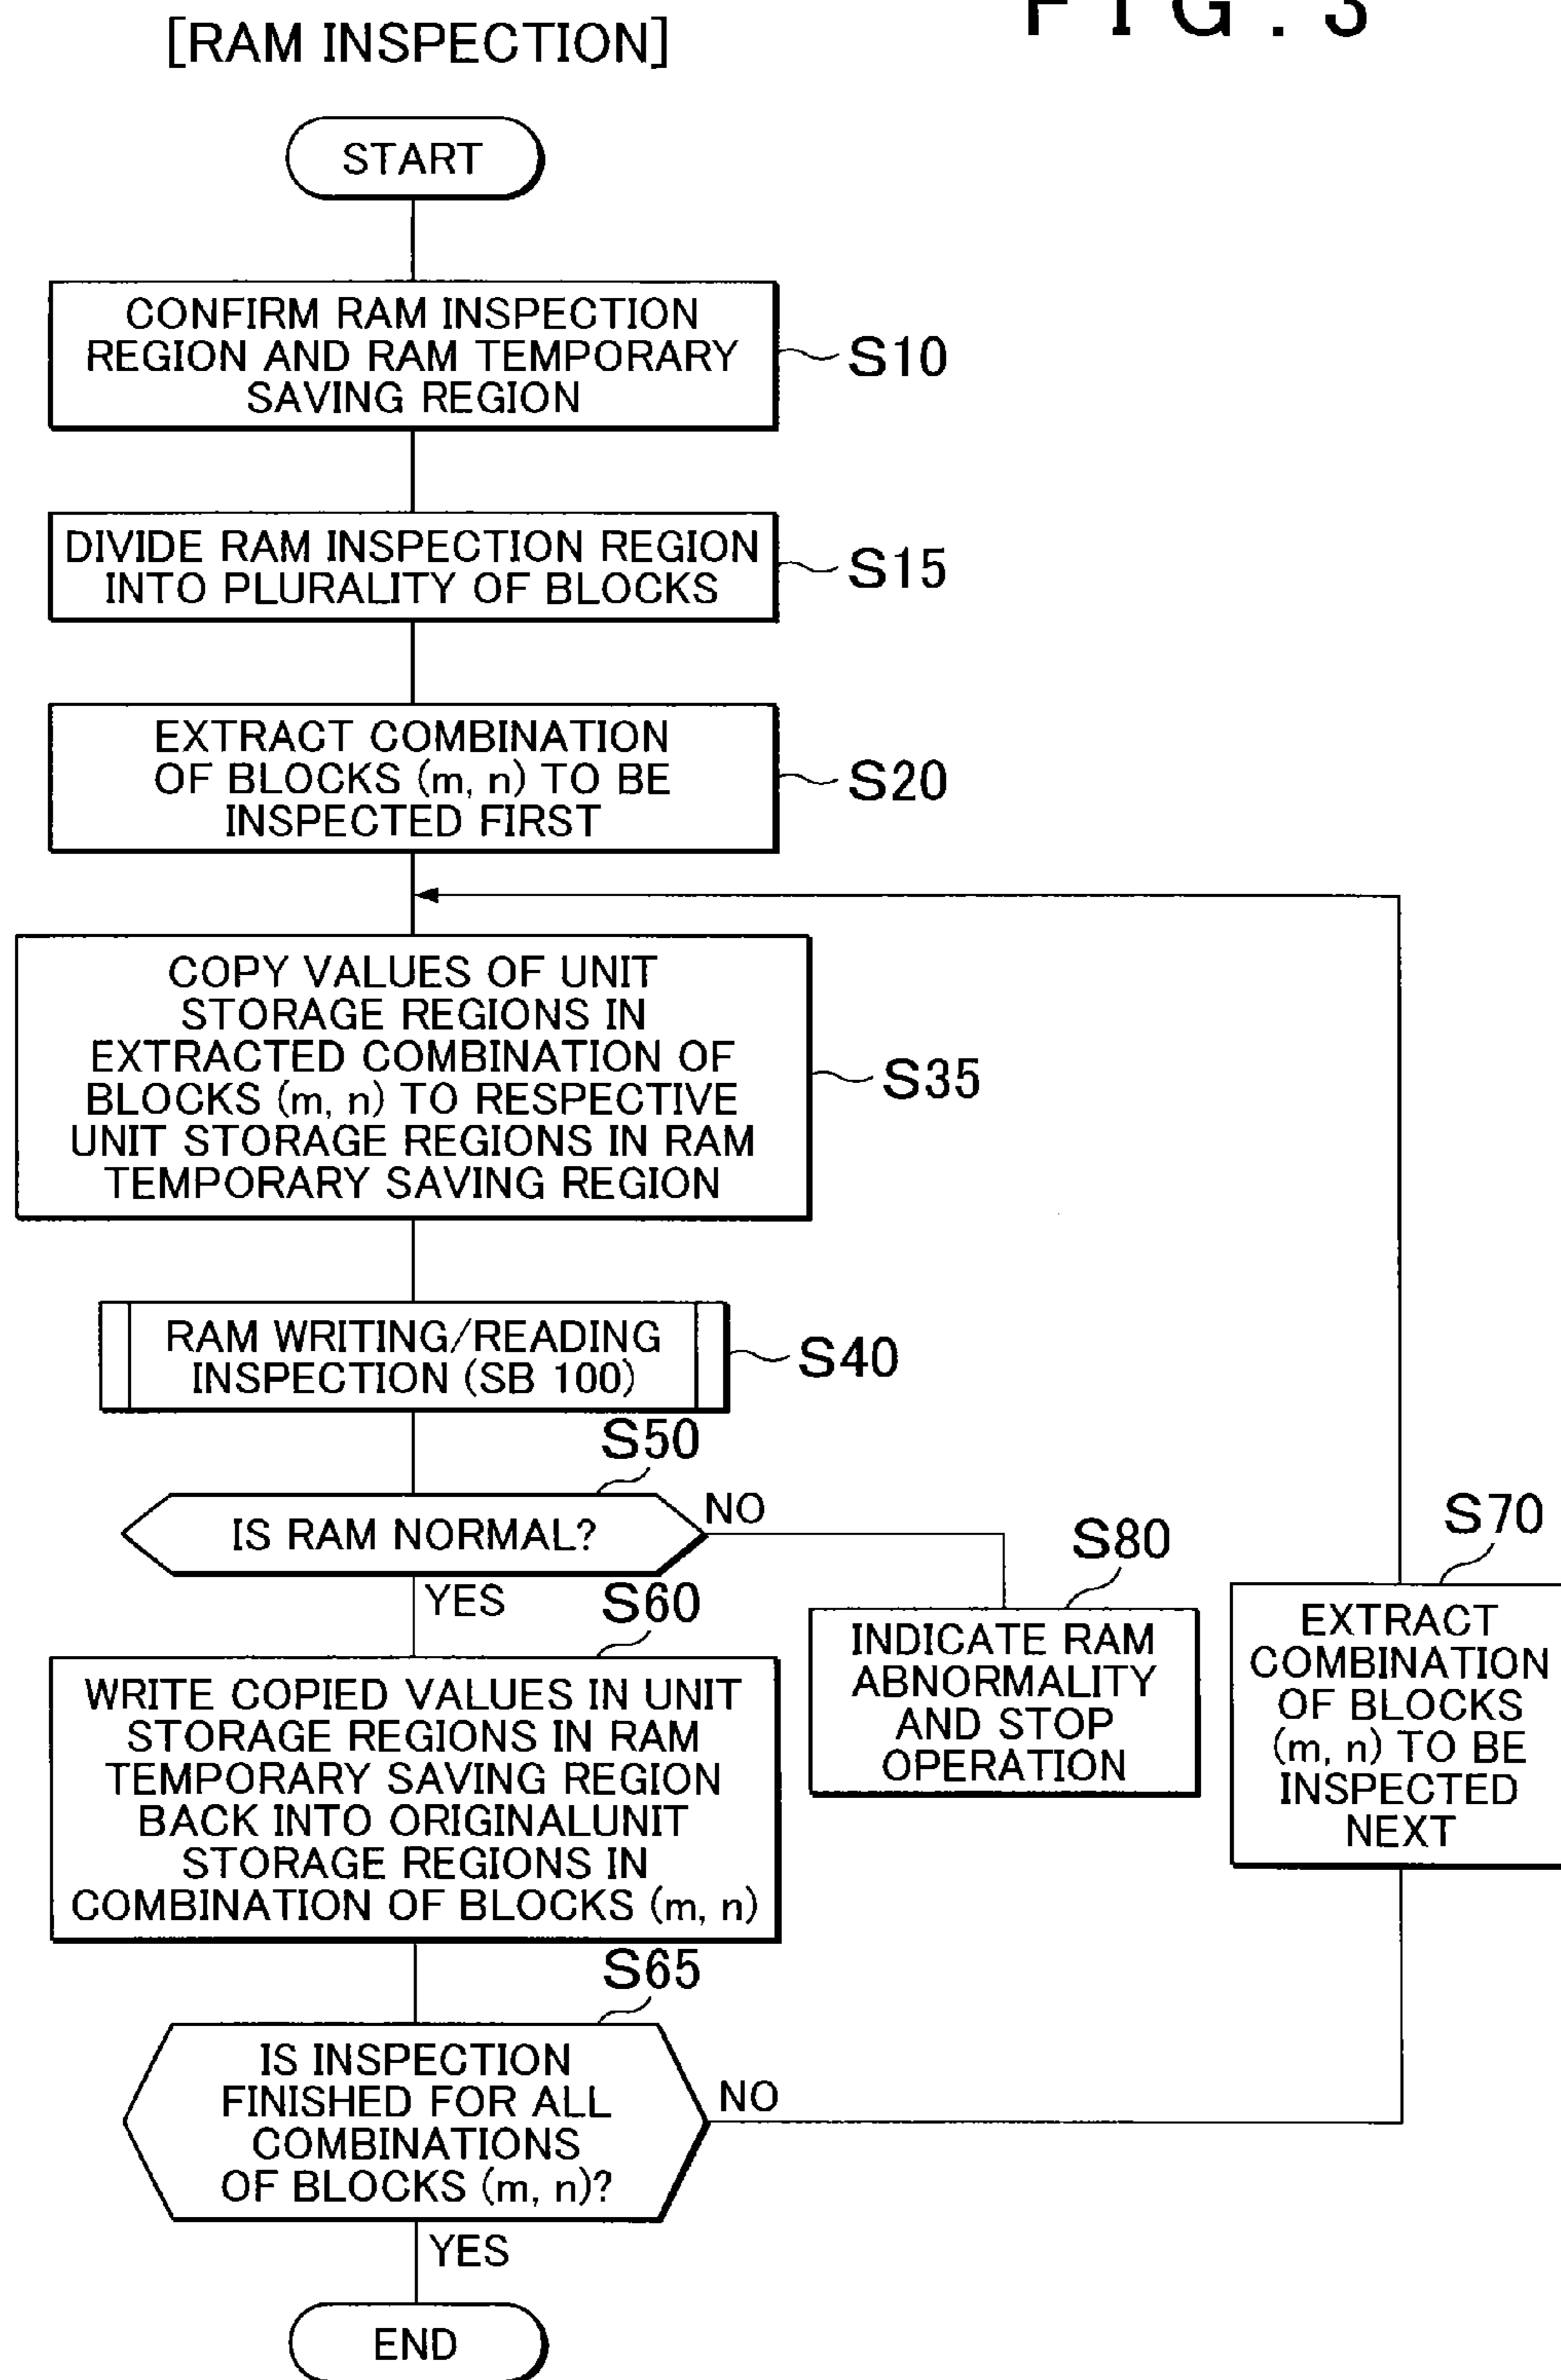 FIG.3
[RAM INSPECTION]
START
CONFIRM RAM INSPECTION
REGION AND RAM TEMPORARY
SAVING REGION
S10
DIVIDE RAM INSPECTION REGION
INTO PLURALITY OF BLOCKS
S15
EXTRACT COMBINATION
OF BLOCKS (m, n) TO BE
INSPECTED FIRST
S20
COPY VALUES OF UNIT
STORAGE REGIONS IN
EXTRACTED COMBINATION OF
BLOCKS (m, n) TO RESPECTIVE
UNIT STORAGE REGIONS IN RAM
TEMPORARY SAVING REGION
S35
RAM WRITING/READING
INSPECTION (SB 100)
S40
S50
IS RAM NORMAL?
NO
YES
S80
INDICATE RAM
ABNORMALITY
AND STOP
OPERATION
S70
EXTRACT
COMBINATION
OF BLOCKS
(m, n) TO BE
INSPECTED
NEXT
S60
WRITE COPIED VALUES IN UNIT
STORAGE REGIONS IN RAM
TEMPORARY SAVING REGION
BACK INTO ORIGINALUNIT
STORAGE REGIONS IN
COMBINATION OF BLOCKS (m, n)
S65
IS INSPECTION
FINISHED FOR ALL
COMBINATIONS
OF BLOCKS (m, n)?
NO
YES
END